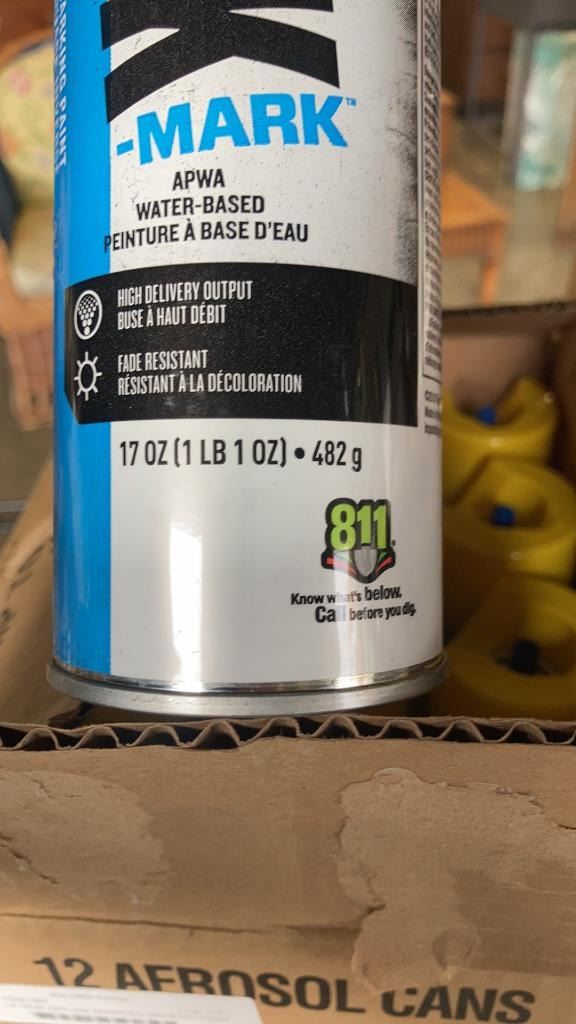 -MARK™
APWA
WATER-BASED
PEINTURE À BASE D'EAU
HIGH DELIVERY OUTPUT
BUSE À HAUT DÉBIT
FADE RESISTANT
RÉSISTANT À LA DÉCOLORATION
17 OZ (1 LB 1 OZ) • 482 g
811
Know what's below.
Call before you dig.
12 AEROSOL CANS